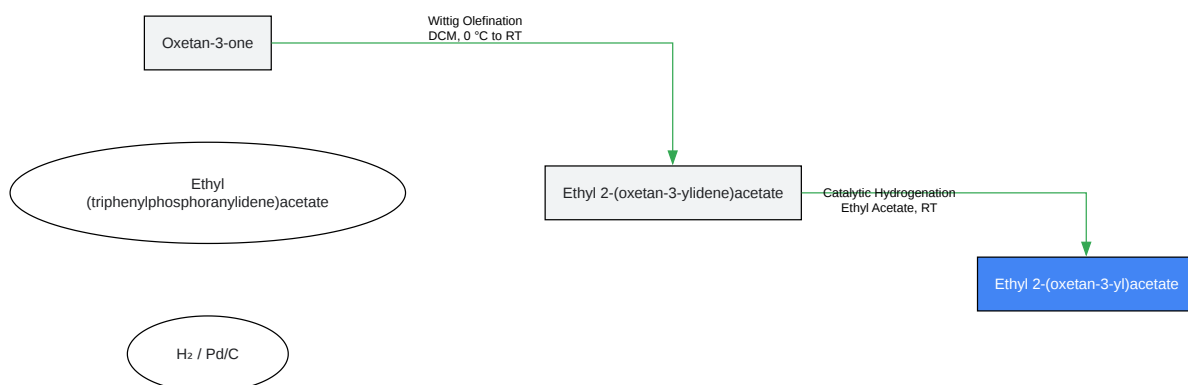 Oxetan-3-one
Wittig Olefination
DCM, 0 °C to RT
Ethyl
(triphenylphosphoranylidene)acetate
Ethyl 2-(oxetan-3-ylidene)acetate
Catalytic Hydrogenation
Ethyl Acetate, RT
Ethyl 2-(oxetan-3-yl)acetate
H₂ / Pd/C